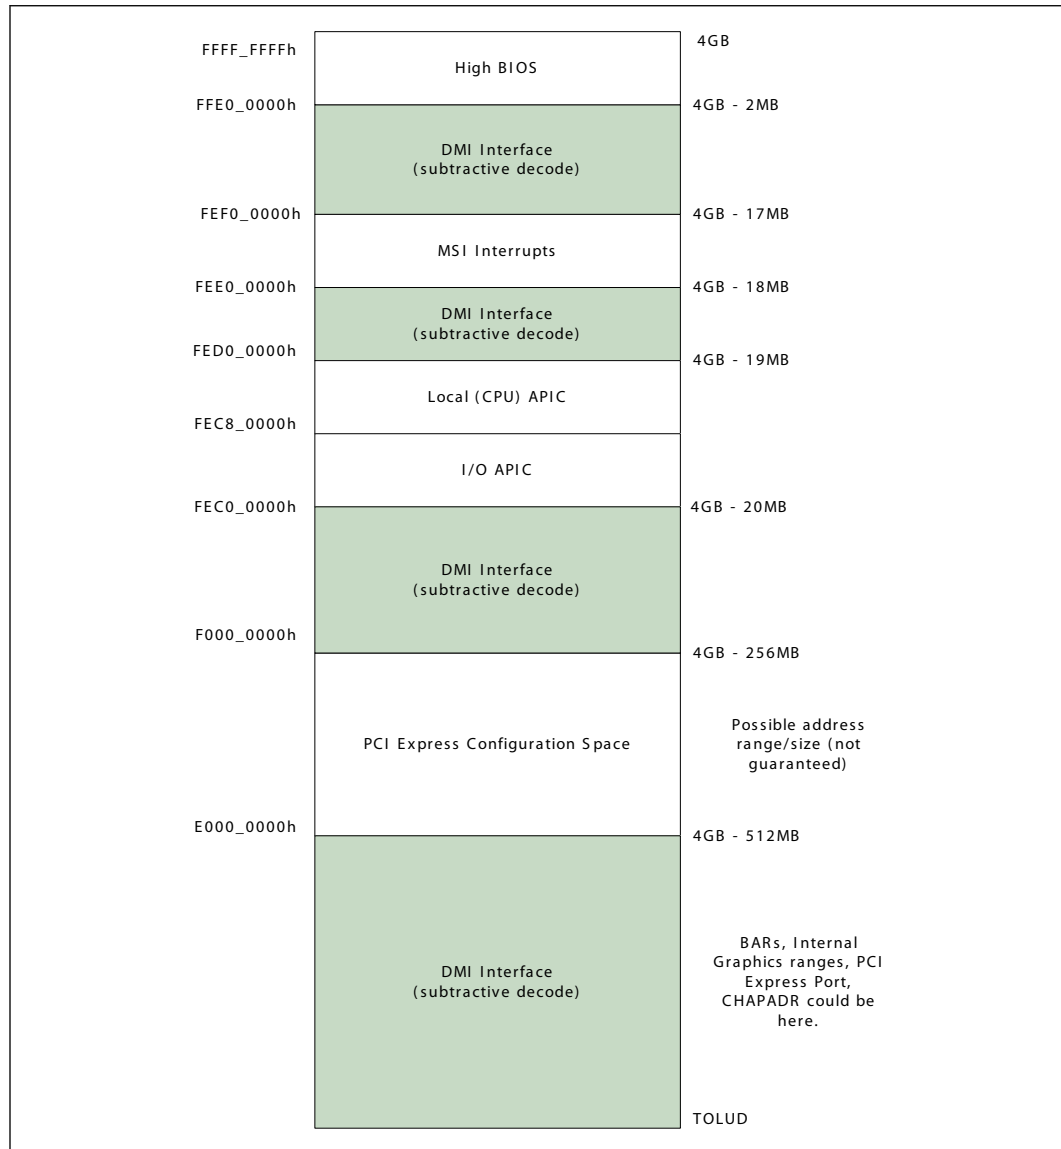 FFFF_FFFFh
4GB
High BIOS
FFE0_0000h
4GB - 2MB
DMI Interface
(subtractive decode)
FEF0_0000h
4GB - 17MB
MSI Interrupts
FEE0_0000h
4GB - 18MB
DMI Interface
(subtractive decode)
FED0_0000h
4GB - 19MB
Local (CPU) APIC
FEC8_0000h
I/O APIC
FEC0_0000h
4GB - 20MB
DMI Interface
(subtractive decode)
F000_0000h
4GB - 256MB
PCI Express Configuration Space
Possible address
range/size (not
guaranteed)
E000_0000h
4GB - 512MB
DMI Interface
(subtractive decode)
BARs, Internal
Graphics ranges, PCI
Express Port,
CHAPADR could be
here.
TOLUD